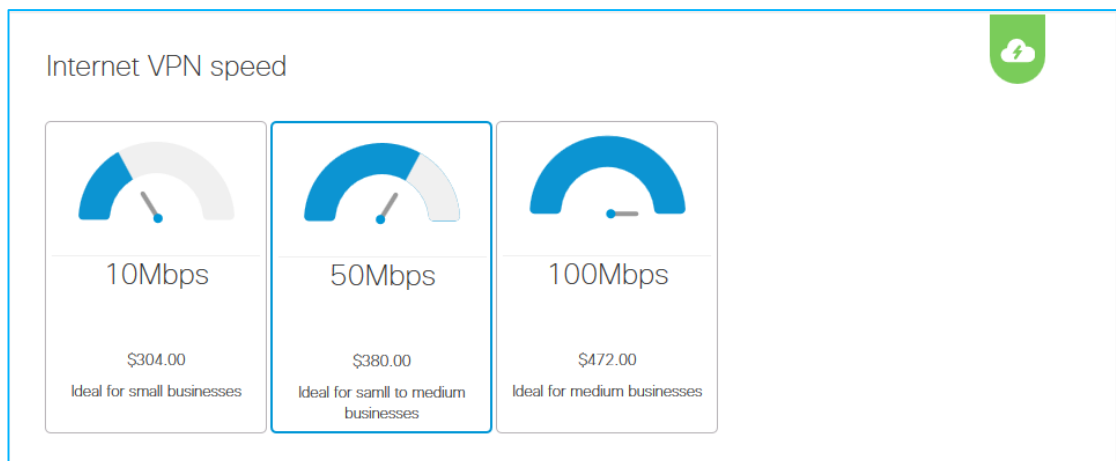 Internet VPN speed
10Mbps
$304.00
Ideal for small businesses
50Mbps
$380.00
Ideal for samll to medium
businesses
100Mbps
$472.00
Ideal for medium businesses